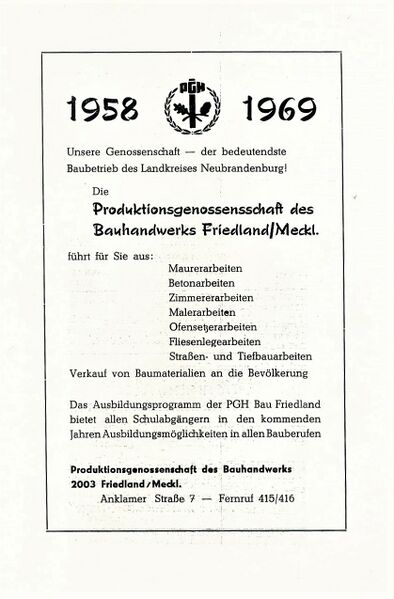 PGH
1958 1969
Unsere Genossenschaft — der bedeutendste
Baubetrieb des Landkreises Neubrandenburg!
Die
Produktionsgenossensschaft des
Bauhandwerks Friedland/Meckl.
führt für Sie aus:
Maurerarbeiten
Betonarbeiten
Zimmererarbeiten
Malerarbeiten
Ofensetzerarbeiten
Fliesenlegearbeiten
Straßen- und Tiefbauarbeiten
Verkauf von Baumaterialien an die Bevölkerung
Das Ausbildungsprogramm der PGH Bau Friedland
bietet allen Schulabgängern in den kommenden
Jahren Ausbildungsmöglichkeiten in allen Bauberufen
Produktionsgenossenschaft des Bauhandwerks
2003 Friedland/Meckl.
Anklamer Straße 7 — Fernruf 415/416